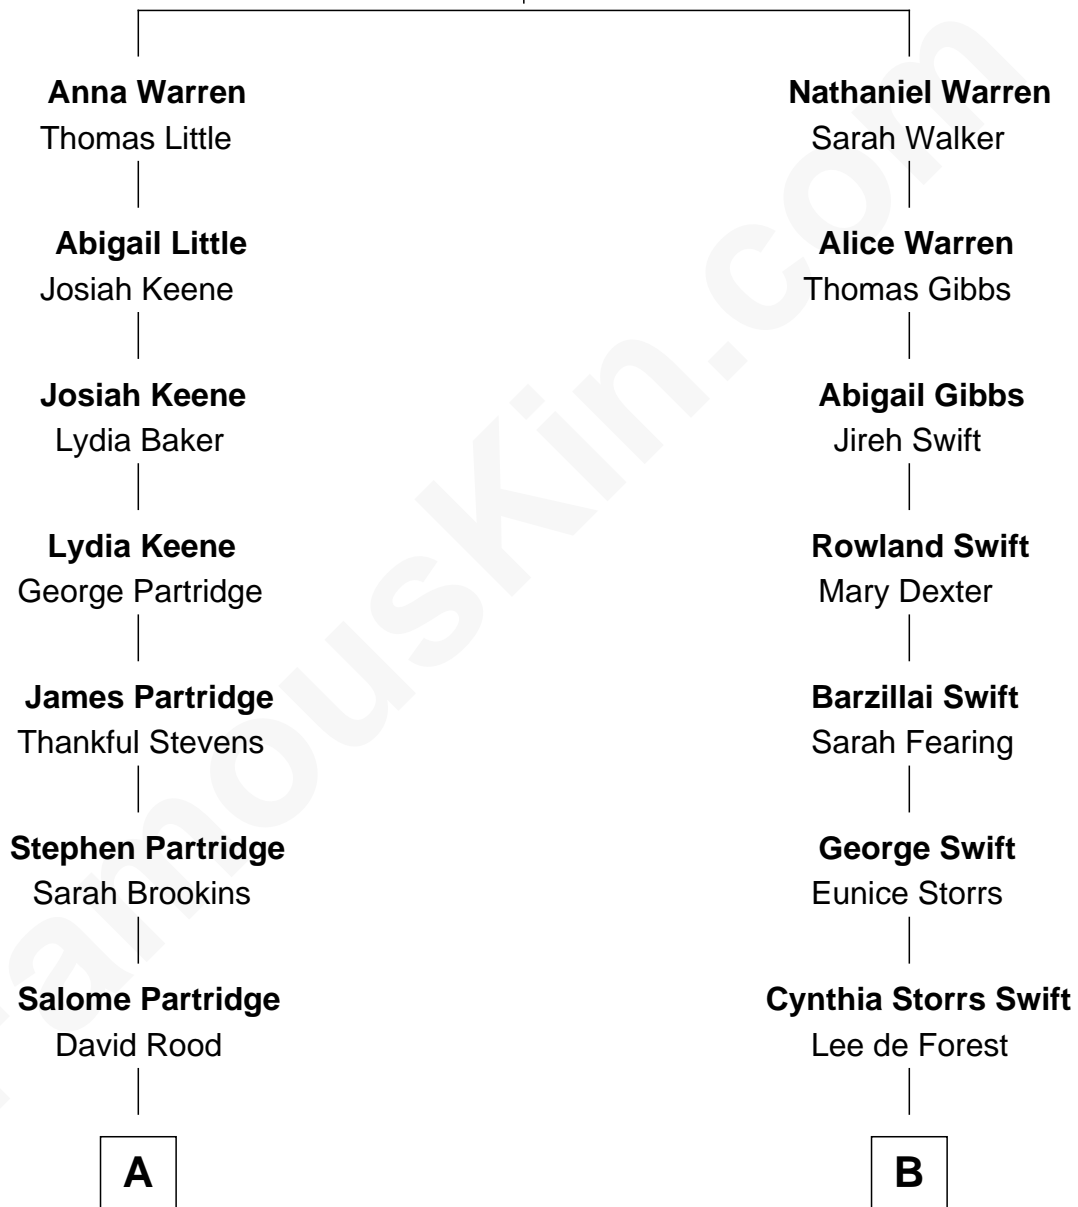 Anna Warren
Thomas Little
Abigail Little
Josiah Keene
Josiah Keene
Lydia Baker
Lydia Keene
George Partridge
James Partridge
Thankful Stevens
Stephen Partridge
Sarah Brookins
Salome Partridge
David Rood
A
Nathaniel Warren
Sarah Walker
Alice Warren
Thomas Gibbs
Abigail Gibbs
Jireh Swift
Rowland Swift
Mary Dexter
Barzillai Swift
Sarah Fearing
George Swift
Eunice Storrs
Cynthia Storrs Swift
Lee de Forest
B
FamousKin.com